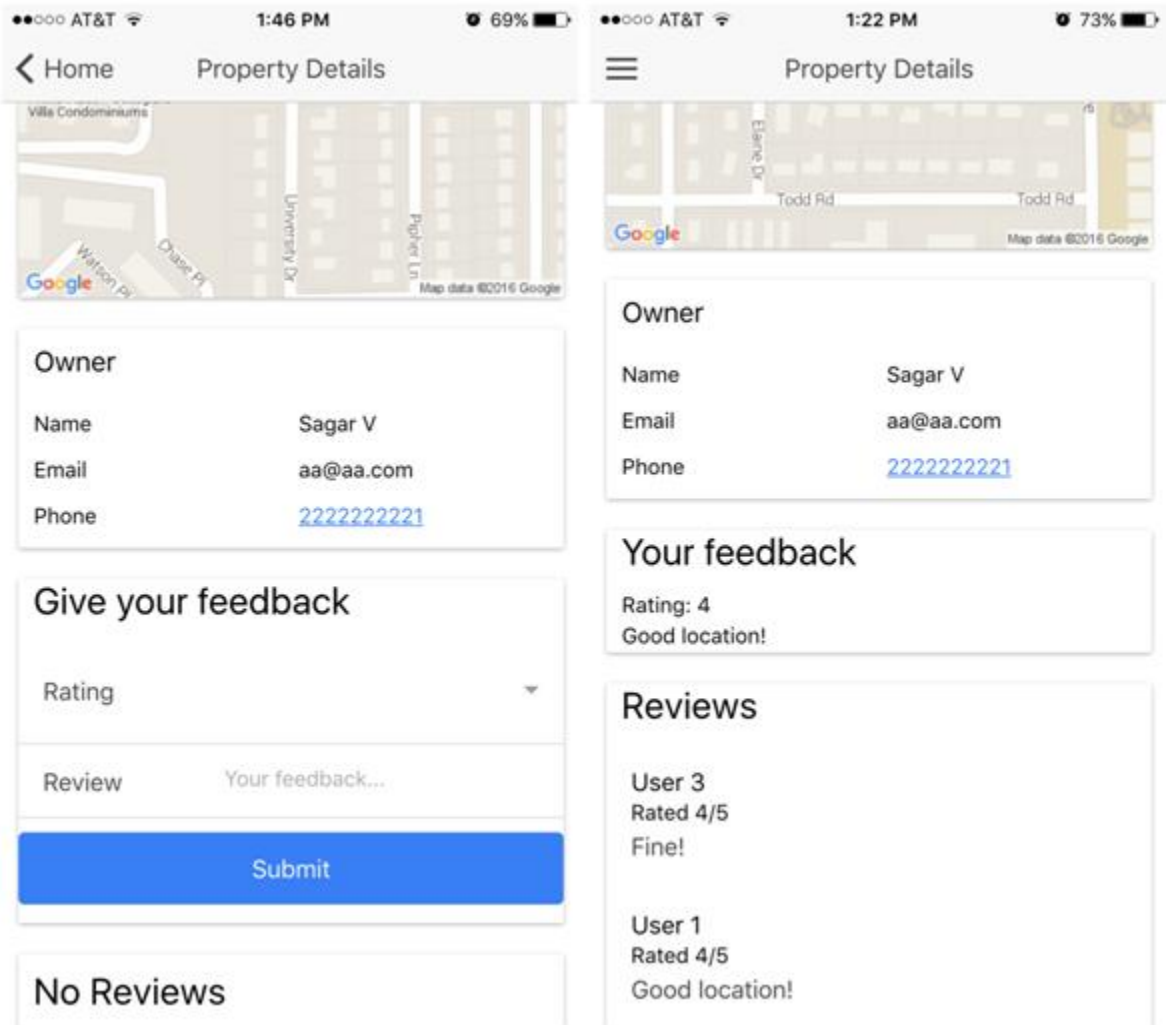 AT&T 1:46 PM 69%
Home Property Details
Villa Condominiums
University Dr
Pipher Ln
Chase Pl
Watson Pl
Google Map data ©2016 Google
Owner
Name Sagar V
Email aa@aa.com
Phone 2222222221
Give your feedback
Rating
Review Your feedback...
Submit
No Reviews
AT&T 1:22 PM 73%
Property Details
Elaine Dr
Todd Rd Todd Rd
Google Map data ©2016 Google
Owner
Name Sagar V
Email aa@aa.com
Phone 2222222221
Your feedback
Rating: 4
Good location!
Reviews
User 3
Rated 4/5
Fine!
User 1
Rated 4/5
Good location!